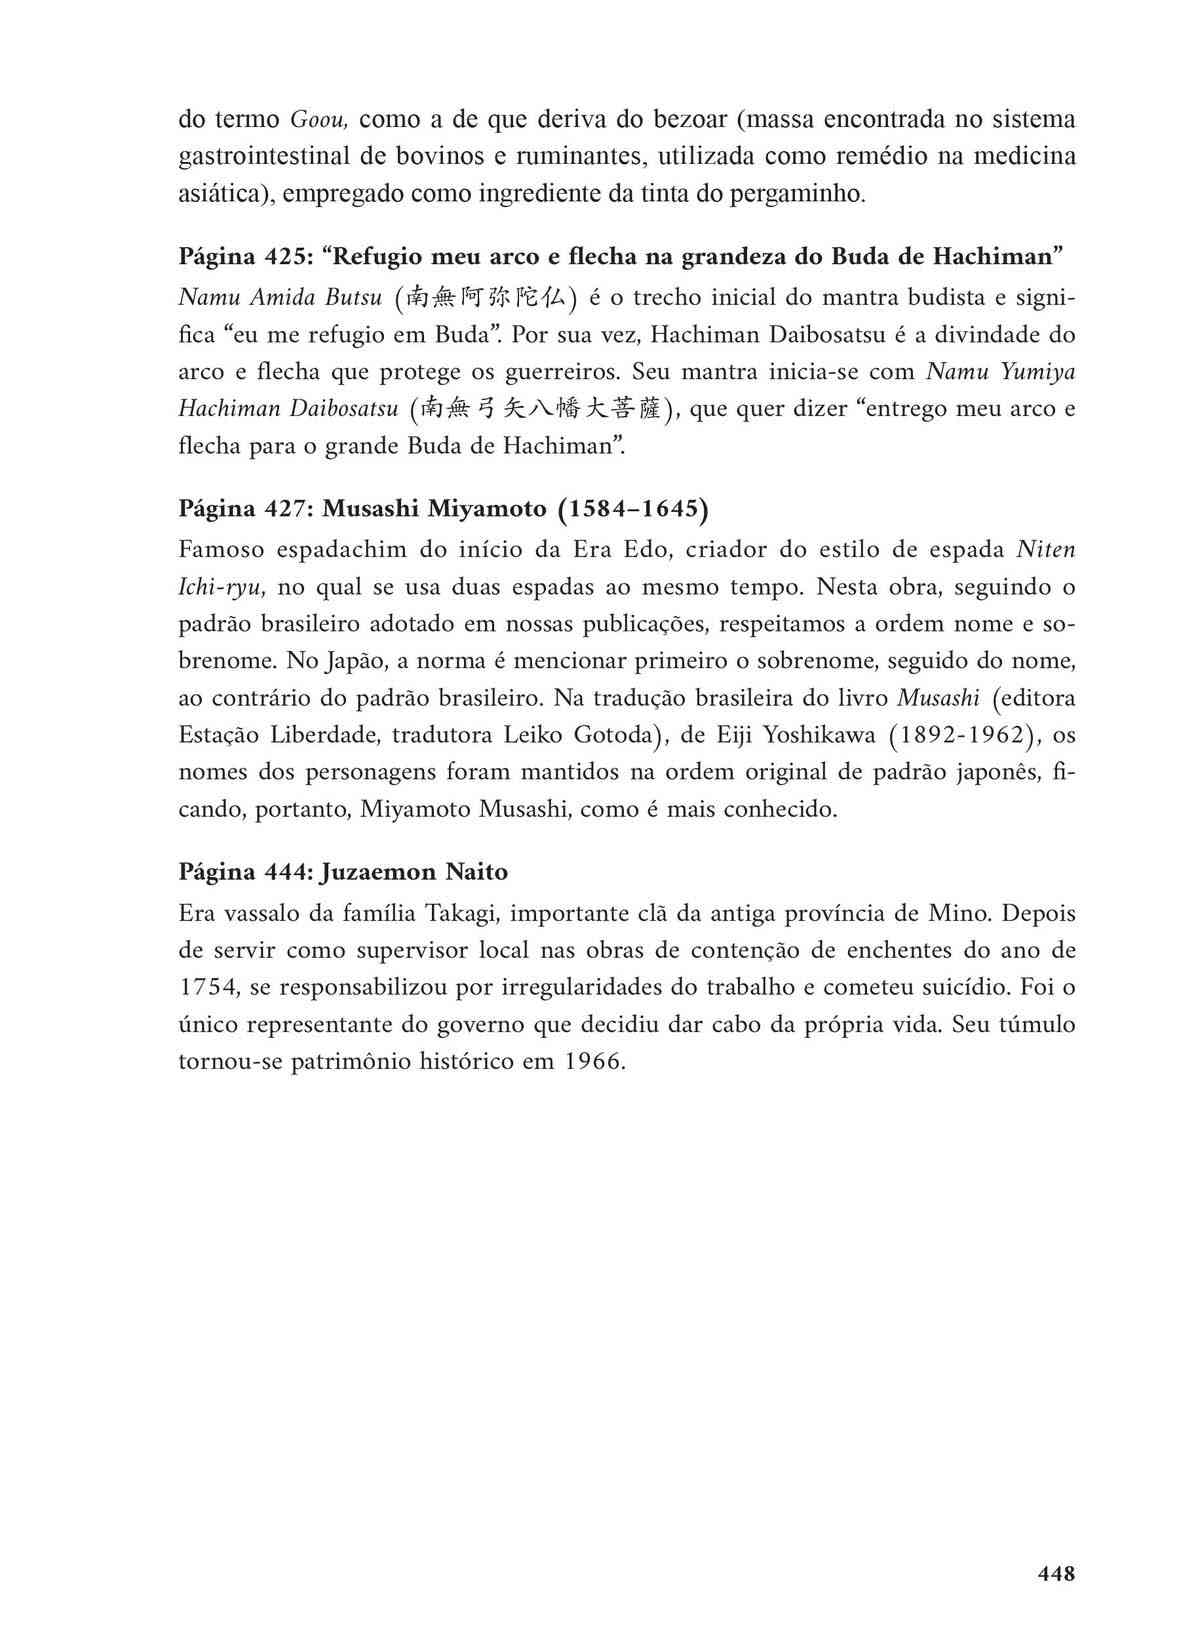 do termo Goou, como a de que deriva do bezoar (massa encontrada no sistema
gastrointestinal de bovinos e ruminantes, utilizada como remédio na medicina
asiática), empregado como ingrediente da tinta do pergaminho.
Página 425: “Refugio meu arco e flecha na grandeza do Buda de Hachiman”
Namu Amida Butsu (南無阿弥陀仏) é o trecho inicial do mantra budista e signi-
fica “eu me refugio em Buda”. Por sua vez, Hachiman Daibosatsu é a divindade do
arco e flecha que protege os guerreiros. Seu mantra inicia-se com Namu Yumiya
Hachiman Daibosatsu (南無弓矢八幡大菩薩), que quer dizer “entrego meu arco e
flecha para o grande Buda de Hachiman”.
Página 427: Musashi Miyamoto (1584–1645)
Famoso espadachim do início da Era Edo, criador do estilo de espada Niten
Ichi-ryu, no qual se usa duas espadas ao mesmo tempo. Nesta obra, seguindo o
padrão brasileiro adotado em nossas publicações, respeitamos a ordem nome e so-
brenome. No Japão, a norma é mencionar primeiro o sobrenome, seguido do nome,
ao contrário do padrão brasileiro. Na tradução brasileira do livro Musashi (editora
Estação Liberdade, tradutora Leiko Gotoda), de Eiji Yoshikawa (1892-1962), os
nomes dos personagens foram mantidos na ordem original de padrão japonês, fi-
cando, portanto, Miyamoto Musashi, como é mais conhecido.
Página 444: Juzaemon Naito
Era vassalo da família Takagi, importante clã da antiga província de Mino. Depois
de servir como supervisor local nas obras de contenção de enchentes do ano de
1754, se responsabilizou por irregularidades do trabalho e cometeu suicídio. Foi o
único representante do governo que decidiu dar cabo da própria vida. Seu túmulo
tornou-se patrimônio histórico em 1966.
448